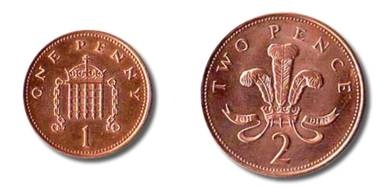 ONE PENNY
1
TWO PENCE
ICH DIEN
2